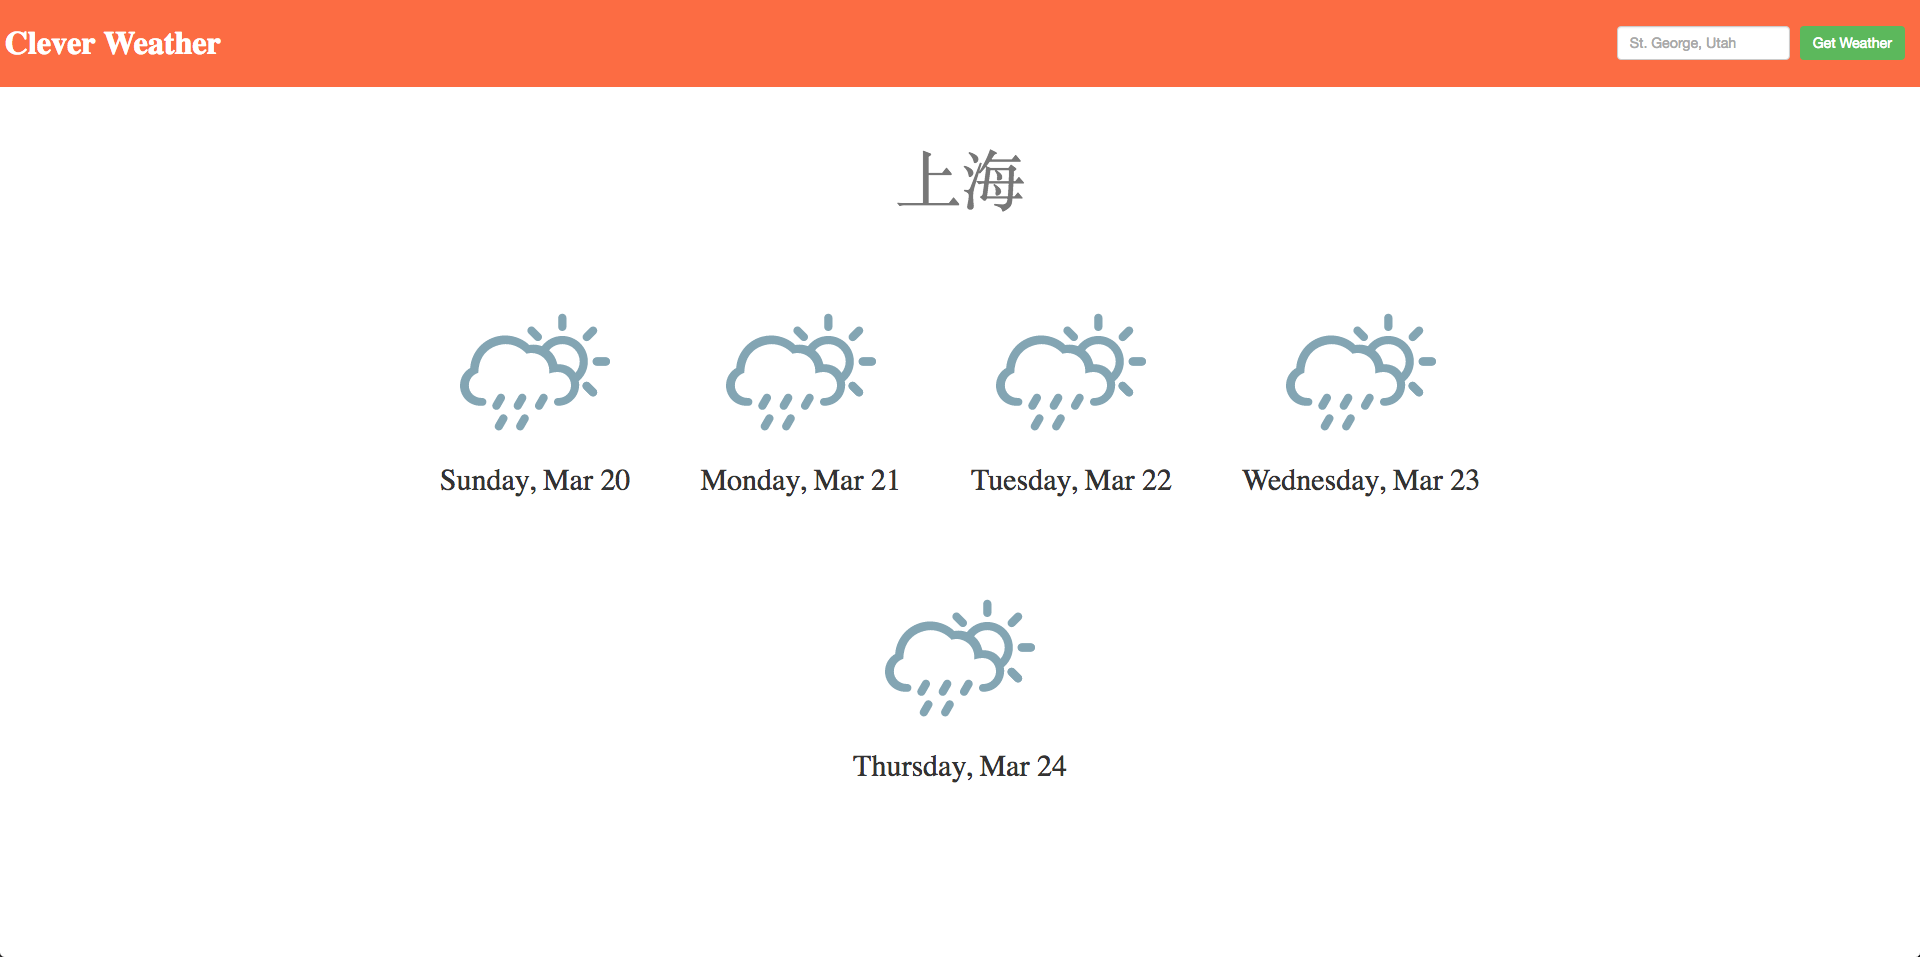 Clever Weather
St. George, Utah
Get Weather
上海
Sunday, Mar 20
Monday, Mar 21
Tuesday, Mar 22
Wednesday, Mar 23
Thursday, Mar 24